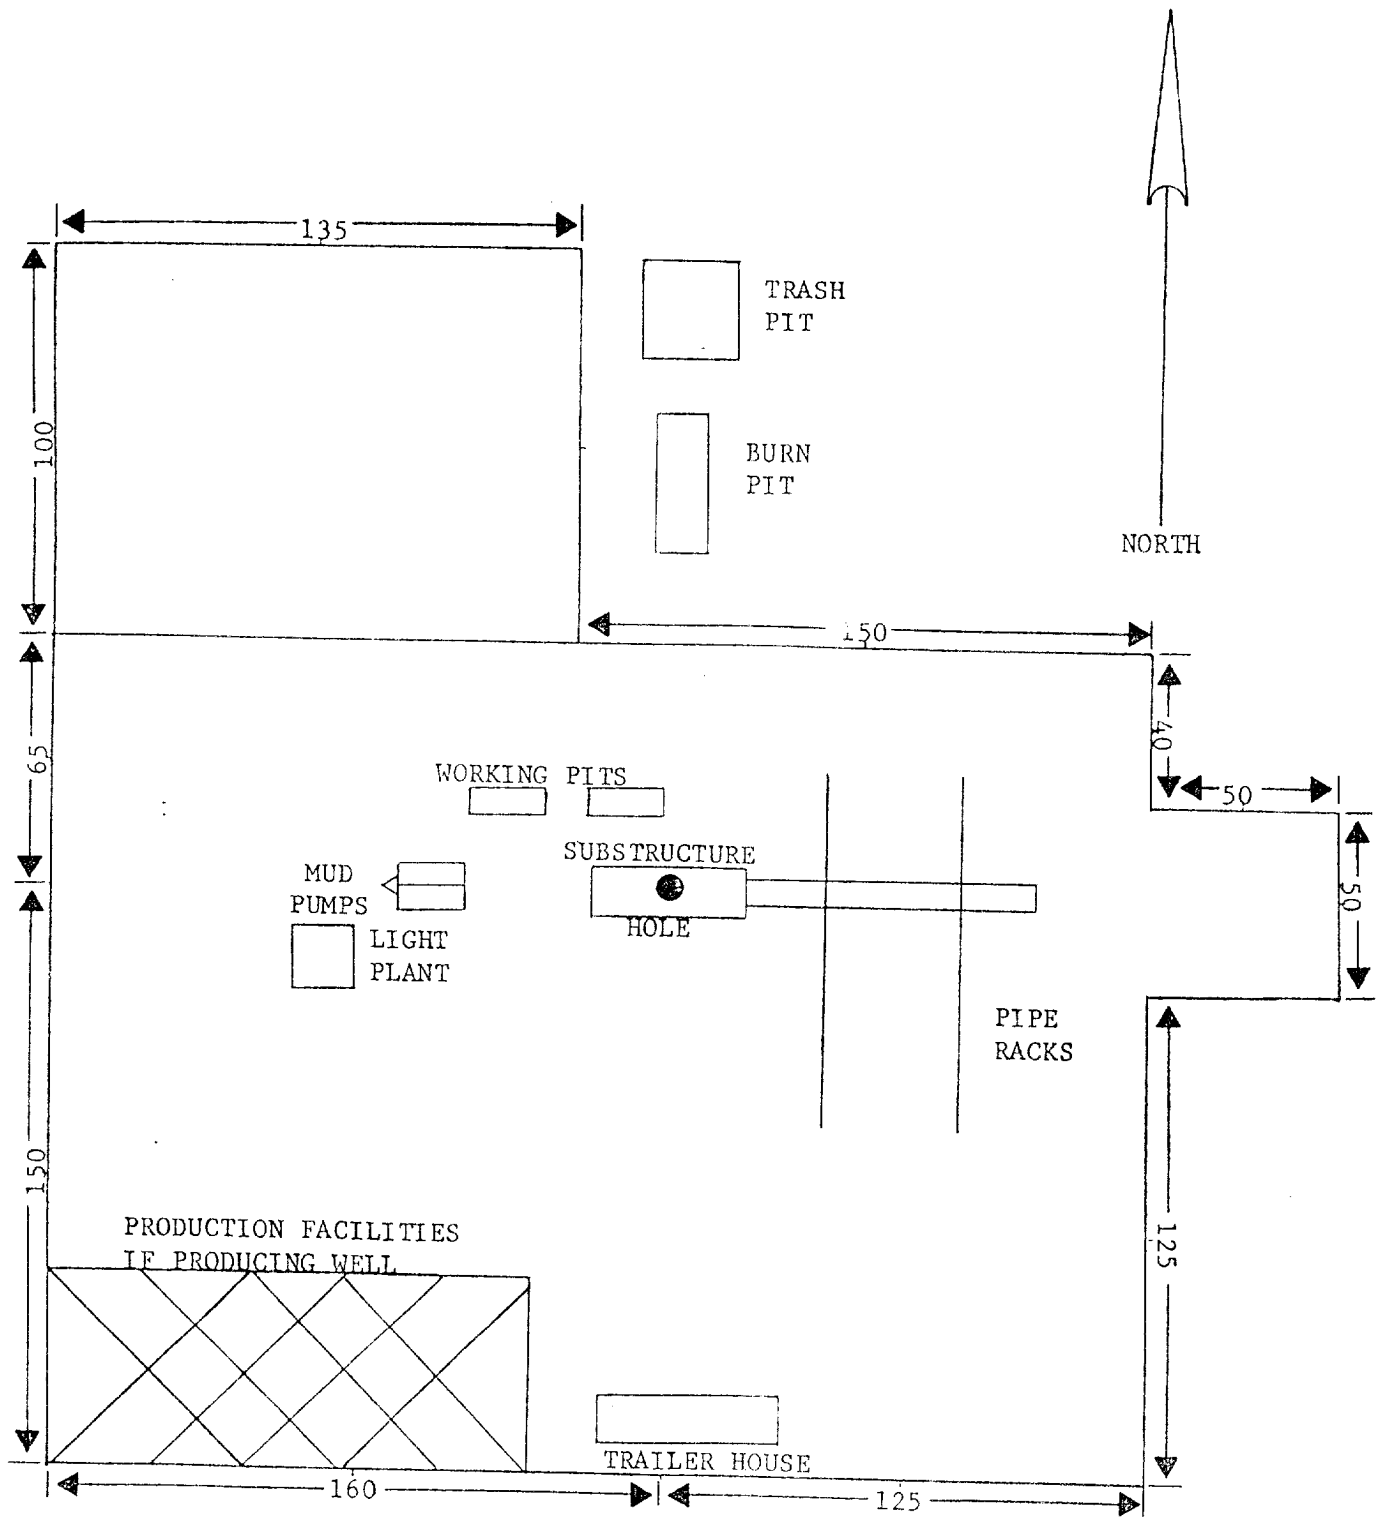 135
TRASH
PIT
100
BURN
PIT
NORTH
150
40
65
WORKING PITS
50
SUBSTRUCTURE
MUD
PUMPS
50
HOLE
LIGHT
PLANT
PIPE
RACKS
150
PRODUCTION FACILITIES
IF PRODUCING WELL
125
TRAILER HOUSE
160
125